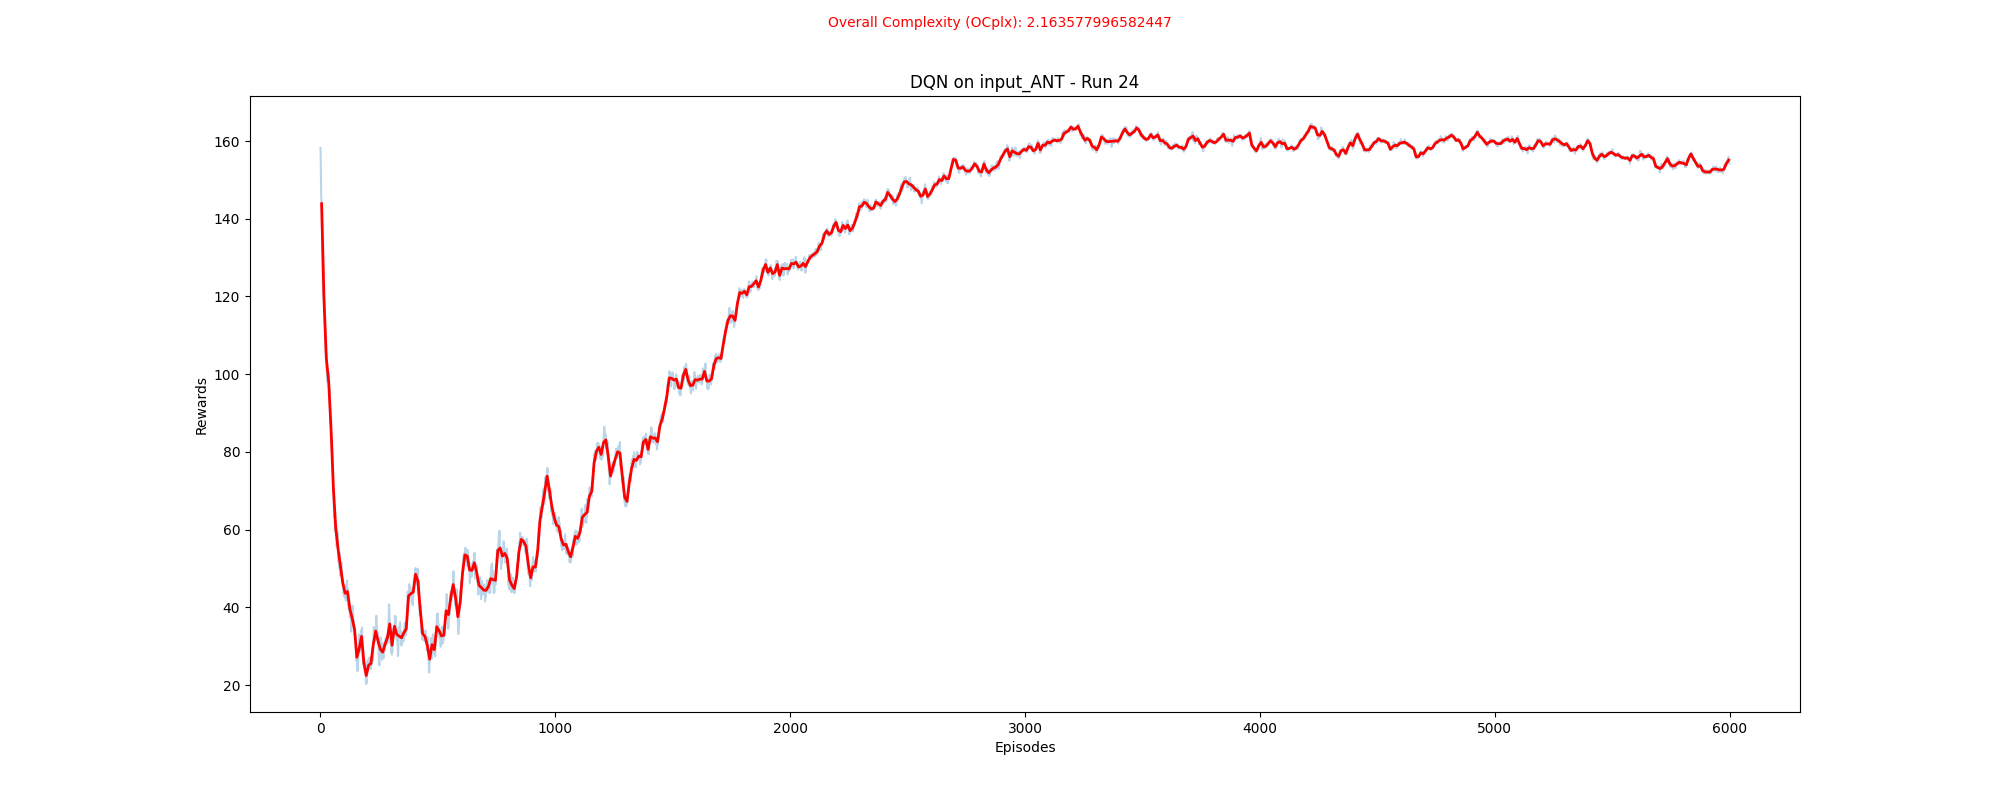 Overall Complexity (OCplx): 2.163577996582447
DQN on input_ANT - Run 24
Rewards
160
140
120
100
80
60
40
20
0 1000 2000 3000 4000 5000 6000
Episodes